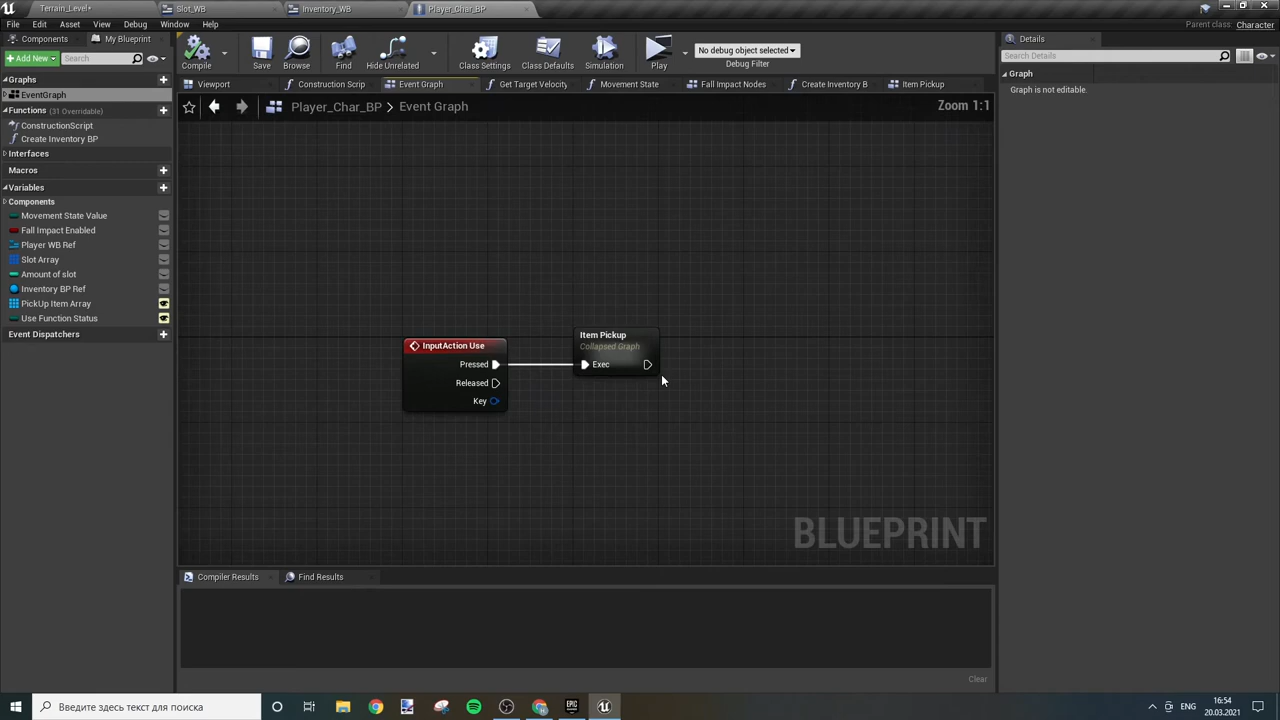 Terrain_Level*
Slot_WB
Inventory_WB
Player_Char_BP
File
Edit
Asset
View
Debug
Window
Help
Parent class: Character
Components
My Blueprint
Details
+Add New
Search
Compile
Save
Browse
Find
Hide Unrelated
Class Settings
Class Defaults
Simulation
Play
No debug object selected
Debug Filter
Search Details
Graphs
EventGraph
Functions (31 Overridable)
ConstructionScript
Create Inventory BP
Interfaces
Macros
Variables
Components
Movement State Value
Fall Impact Enabled
Player WB Ref
Slot Array
Amount of slot
Inventory BP Ref
PickUp Item Array
Use Function Status
Event Dispatchers
Viewport
Construction Scrip
Event Graph
Get Target Velocity
Movement State
Fall Impact Nodes
Create Inventory B
Item Pickup
Player_Char_BP > Event Graph
Zoom 1:1
Graph
Graph is not editable.
InputAction Use
Pressed
Released
Key
Item Pickup
Collapsed Graph
Exec
BLUEPRINT
Compiler Results
Find Results
Clear
Введите здесь текст для поиска
EPIC
ENG
16:54
20.03.2021